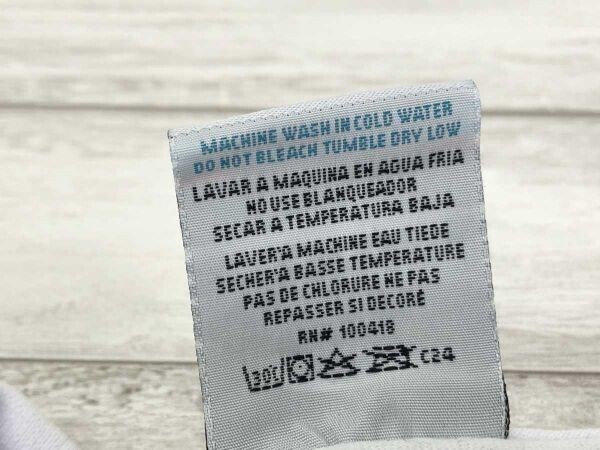 MACHINE WASH IN COLD WATER
DO NOT BLEACH TUMBLE DRY LOW
LAVAR A MAQUINA EN AGUA FRIA
NO USE BLANQUEADOR
SECAR A TEMPERATURA BAJA
LAVER'A MACHINE EAU TIEDE
SECHER'A BASSE TEMPERATURE
PAS DE CHLORURE NE PAS
REPASSER SI DECORÉ
RN# 100418
30°C C24